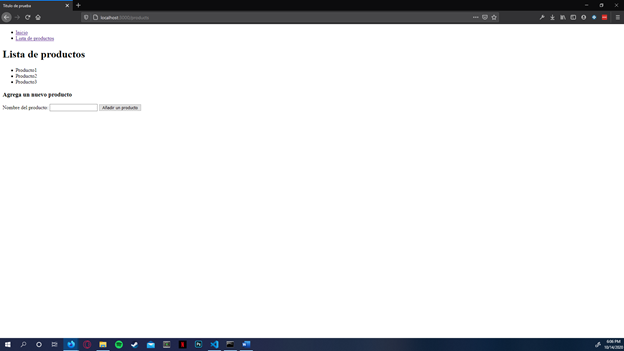 Titulo de prueba
localhost:3000/products
Inicio
Lista de productos
Lista de productos
Producto1
Producto2
Producto3
Agrega un nuevo producto
Nombre del producto
Añadir un producto
6:00 PM
10/14/2020